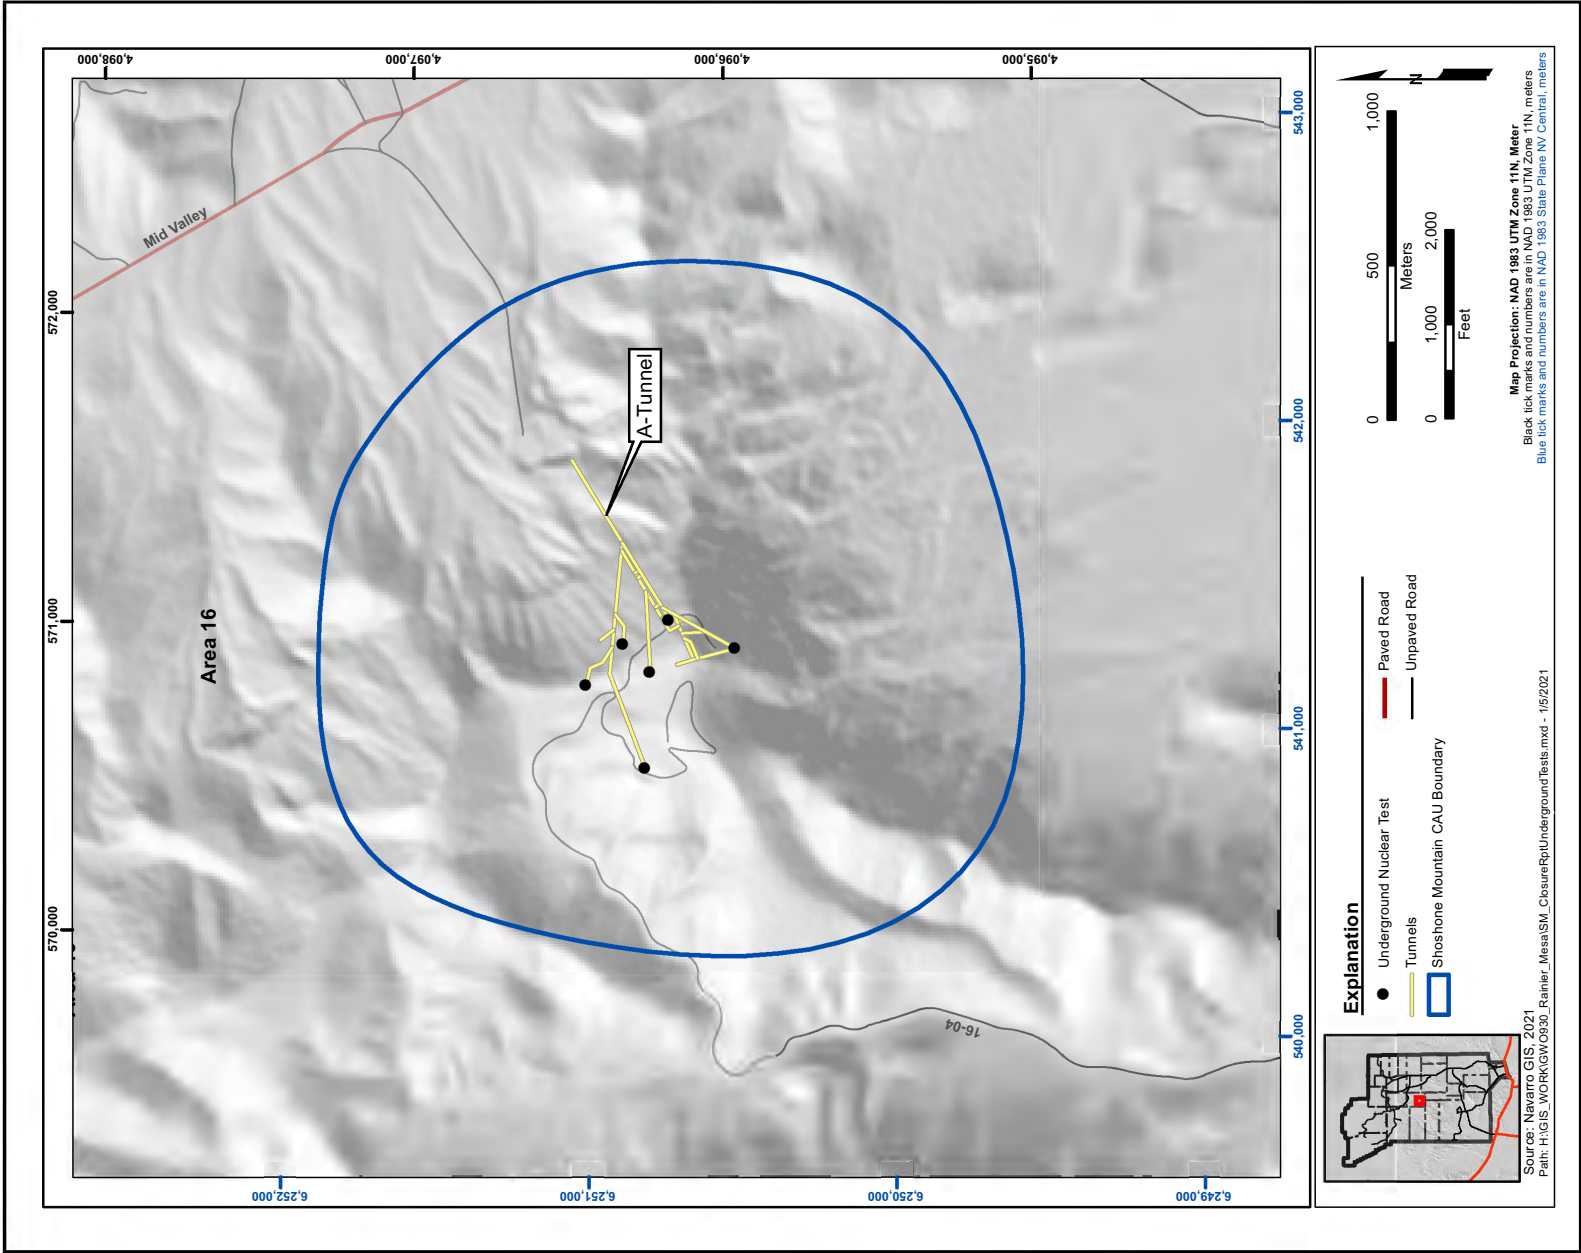 4,098,000
4,097,000
4,096,000
4,095,000
572,000
571,000
570,000
543,000
542,000
541,000
540,000
6,252,000
6,251,000
6,250,000
6,249,000
Mid Valley
Area 16
A-Tunnel
16-04
Explanation
Underground Nuclear Test
Tunnels
Shoshone Mountain CAU Boundary
Paved Road
Unpaved Road
N
0 500 1,000
Meters
0 1,000 2,000
Feet
Map Projection: NAD 1983 UTM Zone 11N, Meter
Black tick marks and numbers are in NAD 1983 UTM Zone 11N, meters
Blue tick marks and numbers are in NAD 1983 State Plane NV Central, meters
Source: Navarro GIS, 2021
Path: H:\GIS_WORK\GWO930_Rainier_Mesa\SM_ClosureRptUndergroundTests.mxd - 1/5/2021